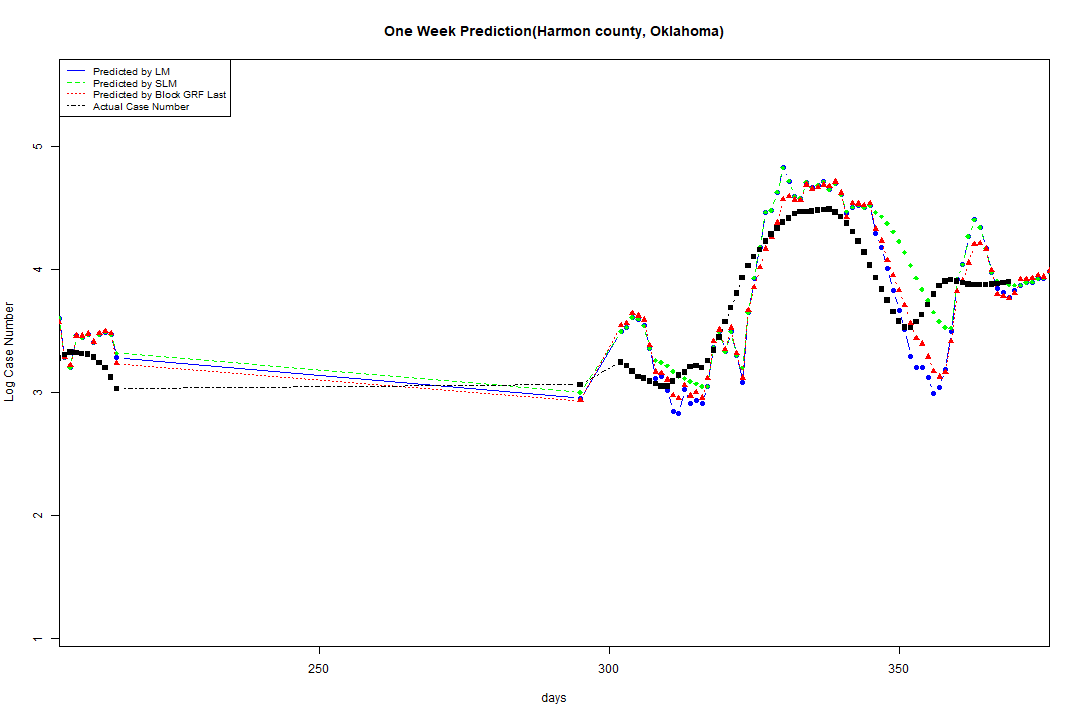 One Week Prediction(Harmon county, Oklahoma)
Predicted by LM
Predicted by SLM
Predicted by Block GRF Last
Actual Case Number
Log Case Number
5
4
3
2
1
250 300 350
days